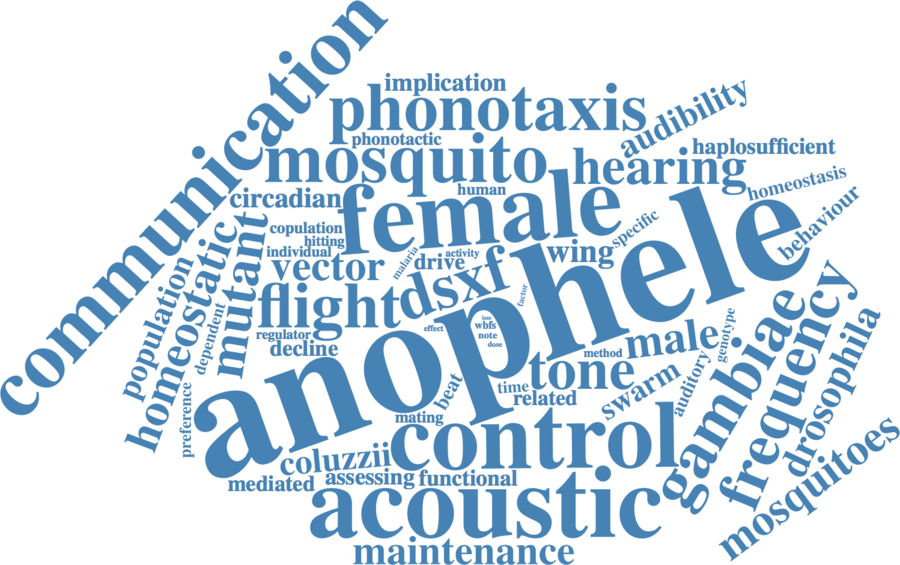 communication
implication
phonotaxis
audibility
phonotactic
mosquito
hearing
haplosufficient
human
circadian
female
homeostasis
copulation
hitting
individual
specific
behaviour
malaria
activity
drive
wing
vector
dsxf
anophele
homeostatic
mutant
population
dependent
flight
factor
long
wbfs
note
dose
effect
regulator
decline
method
male
genotype
gambiae
frequency
drosophila
preference
beat
time
related
tone
swarm
auditory
mating
control
coluzzii
mediated
assessing
functional
mosquitoes
acoustic
maintenance